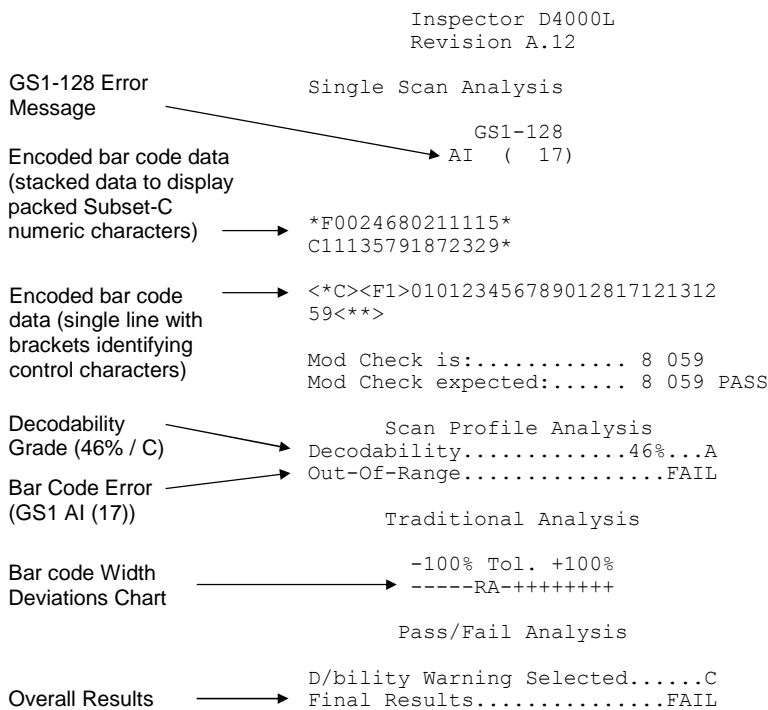 Inspector D4000L
Revision A.12
GS1-128 Error
Message
Single Scan Analysis
GS1-128
AI ( 17)
Encoded bar code data
(stacked data to display
packed Subset-C
numeric characters)
*F0024680211115*
C11135791872329*
Encoded bar code
data (single line with
brackets identifying
control characters)
<*C><F1>010123456789012817121312
59<**>
Mod Check is:............ 8 059
Mod Check expected:...... 8 059 PASS
Decodability
Grade (46% / C)
Scan Profile Analysis
Decodability.............46%...A
Out-Of-Range................FAIL
Bar Code Error
(GS1 AI (17))
Traditional Analysis
-100% Tol. +100%
-----RA-++++++++
Bar code Width
Deviations Chart
Pass/Fail Analysis
D/bility Warning Selected......C
Final Results...............FAIL
Overall Results